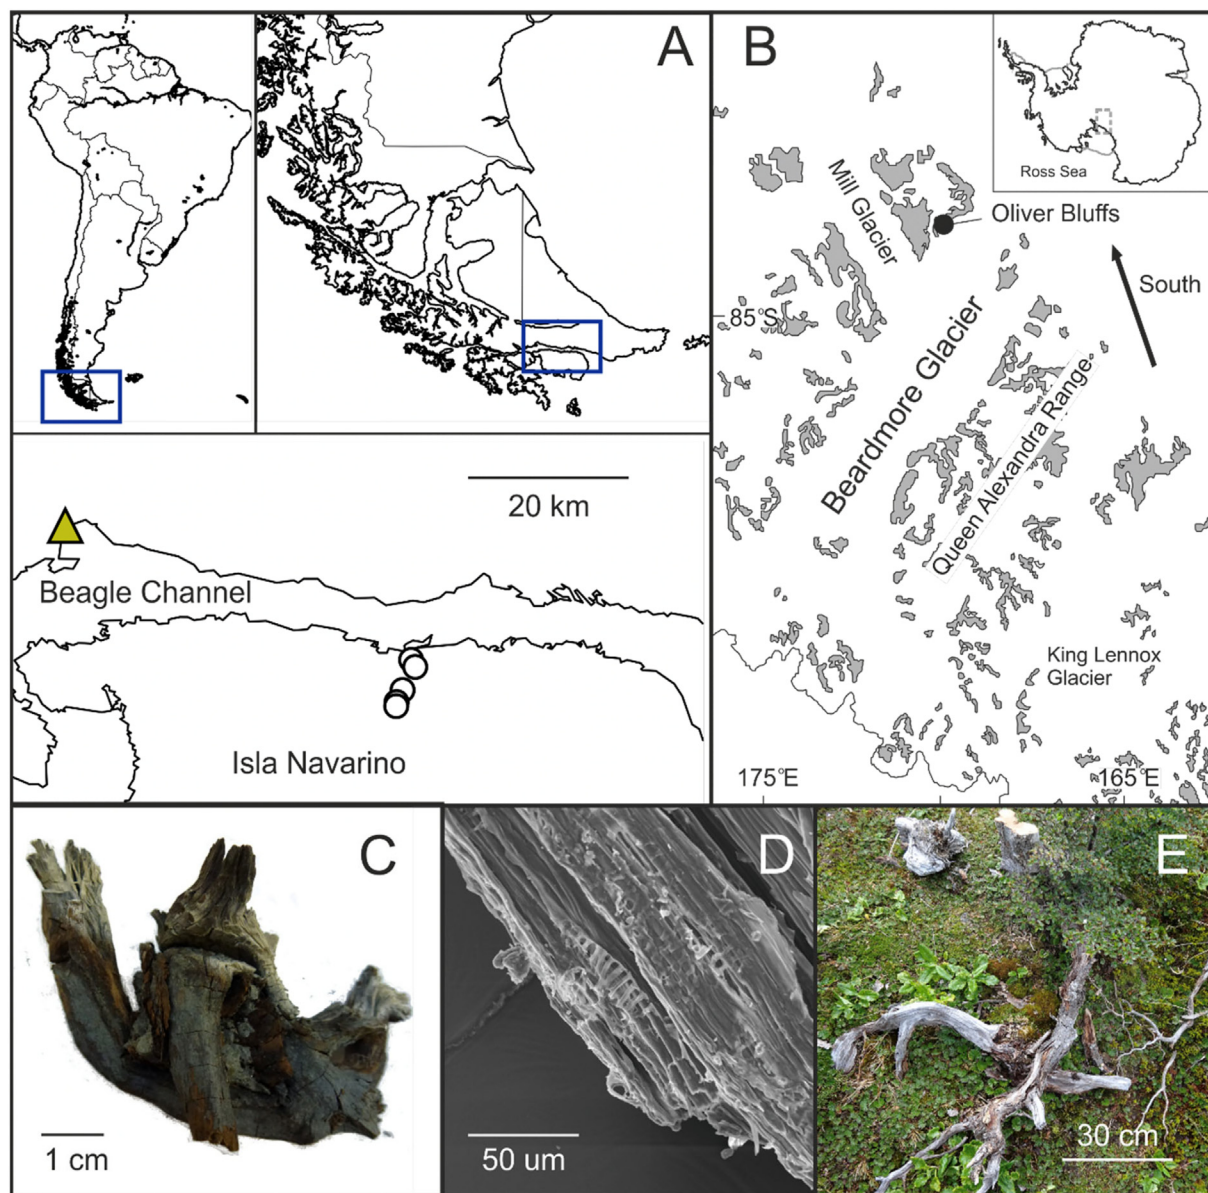 A
20 km
Beagle Channel
Isla Navarino
B
Ross Sea
Mill Glacier
Oliver Bluffs
South
85°S
Beardmore Glacier
Queen Alexandra Range
King Lennox
Glacier
175°E
165°E
C
1 cm
D
50 um
E
30 cm